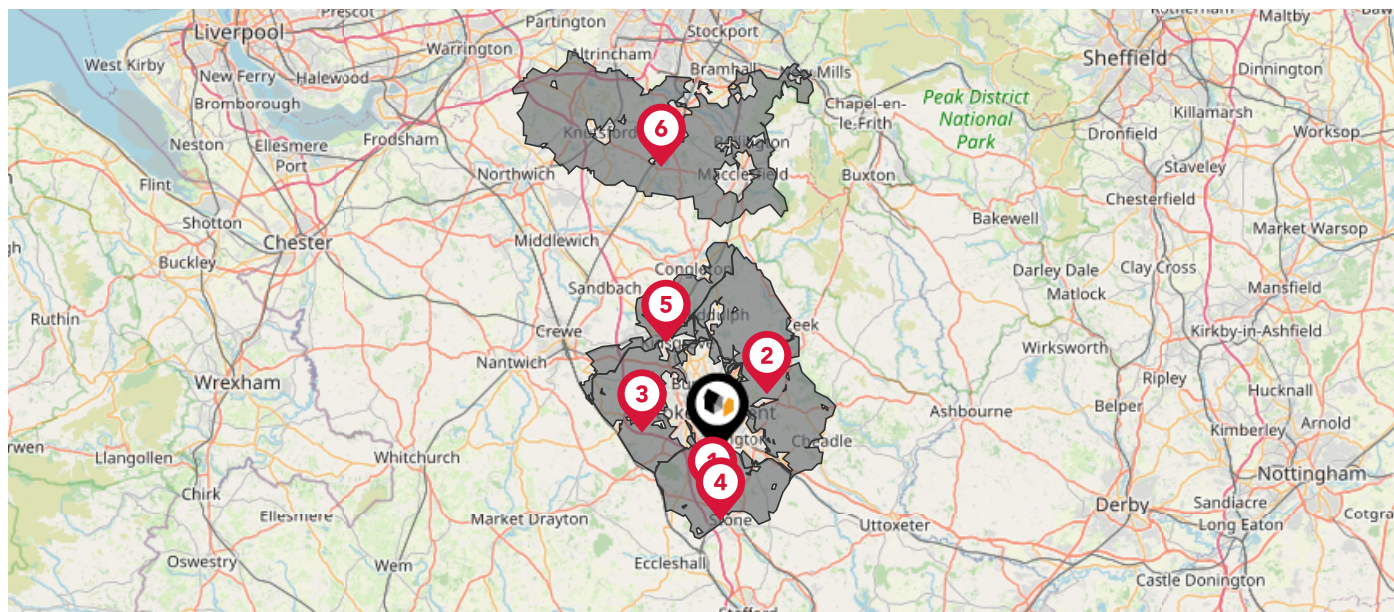 Prescot
Partington
Rotherham
Maltby
Liverpool
Stockport
Warrington
Altrincham
Sheffield
West Kirby
New Ferry
Halewood
Bramhall
Dinnington
Bromborough
Chapel-en-
le-Frith
Peak District
National
Park
Killamarsh
Neston
Frodsham
Knutsford
6
Dronfield
Worksop
Ellesmere
Port
Northwich
Macclesfield
Buxton
Staveley
Flint
Chesterfield
Shotton
Bakewell
Market Warsop
Chester
Middlewich
Buckley
Congleton
Darley Dale
Clay Cross
Sandbach
Matlock
Mansfield
5
Ruthin
Crewe
Leek
Kirkby-in-Ashfield
Nantwich
2
Wirksworth
Wrexham
Ripley
Hucknall
3
Ashbourne
Belper
Arnold
Kimberley
Cheadle
Llangollen
Whitchurch
1
Nottingham
4
Chirk
Derby
Sandiacre
Ellesmere
Market Drayton
Stone
Uttoxeter
Long Eaton
Oswestry
Wem
Eccleshall
Castle Donington
Stafford